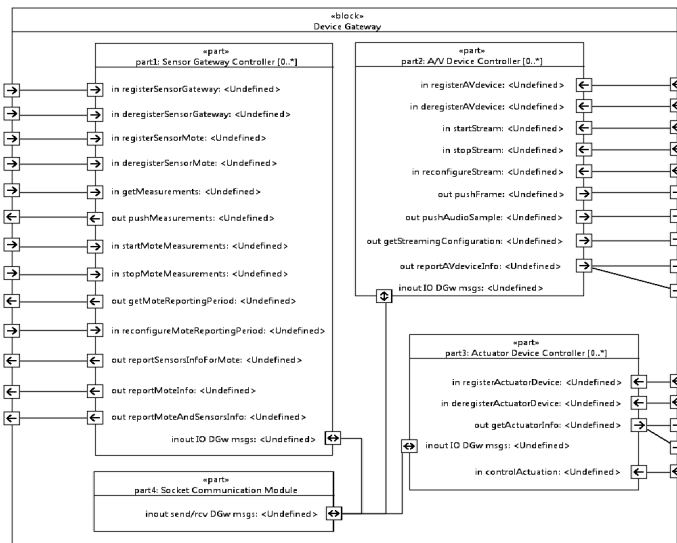 «block»
Device Gateway
«part»
part1: Sensor Gateway Controller [0..*]
in registerSensorGateway: <Undefined>
in deregisterSensorGateway: <Undefined>
in registerSensorMote: <Undefined>
in deregisterSensorMote: <Undefined>
in getMeasurements: <Undefined>
out pushMeasurements: <Undefined>
in startMoteMeasurements: <Undefined>
in stopMoteMeasurements: <Undefined>
out getMoteReportingPeriod: <Undefined>
in reconfigureMoteReportingPeriod: <Undefined>
out reportSensorsInfoForMote: <Undefined>
out reportMoteInfo: <Undefined>
out reportMoteAndSensorsInfo: <Undefined>
inout IO DGw msgs: <Undefined>
«part»
part2: A/V Device Controller [0..*]
in registerAVdevice: <Undefined>
in deregisterAVdevice: <Undefined>
in startStream: <Undefined>
in stopStream: <Undefined>
in reconfigureStream: <Undefined>
out pushFrame: <Undefined>
out pushAudioSample: <Undefined>
out getStreamingConfiguration: <Undefined>
out reportAVdeviceInfo: <Undefined>
inout IO DGw msgs: <Undefined>
«part»
part3: Actuator Device Controller [0..*]
in registerActuatorDevice: <Undefined>
in deregisterActuatorDevice: <Undefined>
out getActuatorInfo: <Undefined>
inout IO DGw msgs: <Undefined>
in controlActuation: <Undefined>
«part»
part4: Socket Communication Module
inout send/rcv DGw msgs: <Undefined>